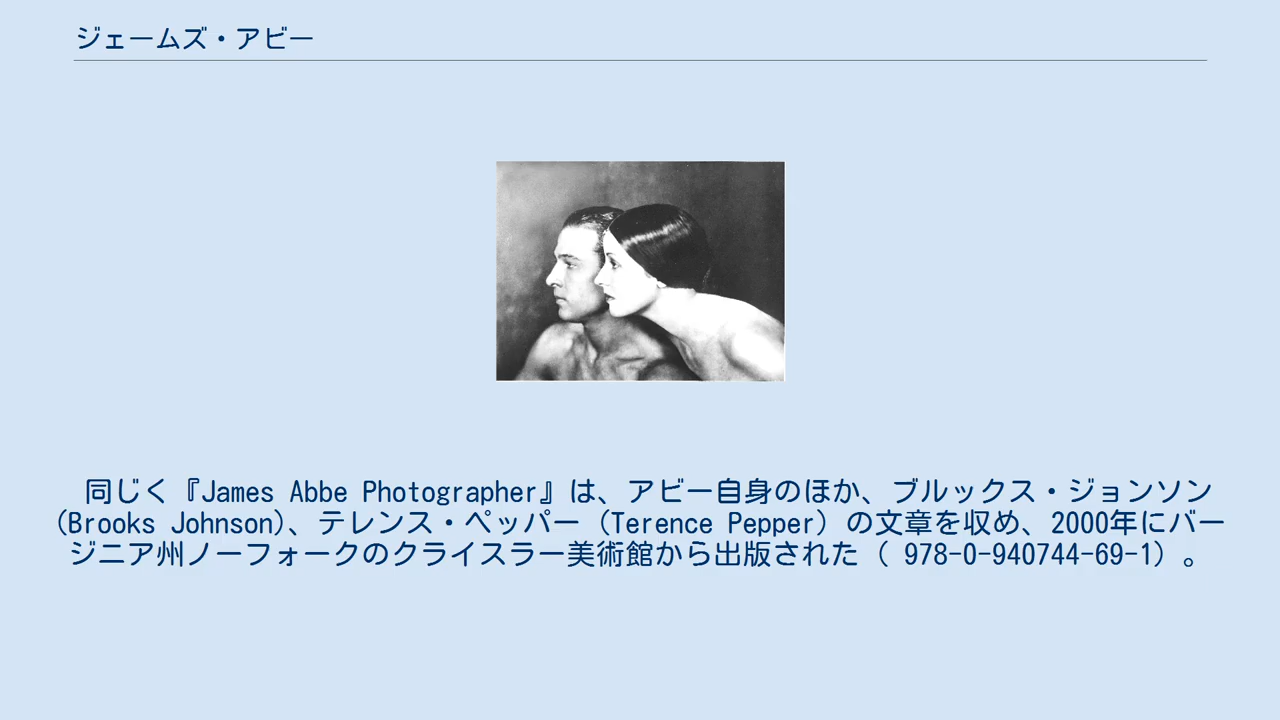 ジェームズ・アビー
同じく『James Abbe Photographer』は、アビー自身のほか、ブルックス・ジョンソン
(Brooks Johnson)、テレンス・ペッパー（Terence Pepper）の文章を収め、2000年にバー
ジニア州ノーフォークのクライスラー美術館から出版された（ 978-0-940744-69-1）。